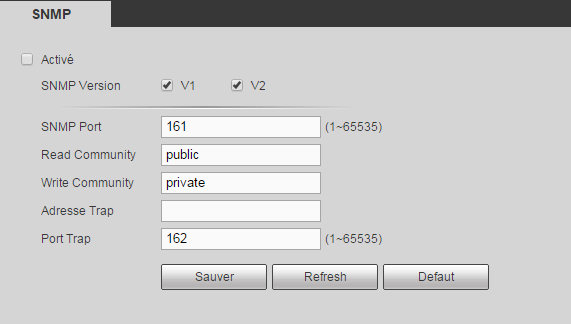 SNMP
Activé
SNMP Version V1 V2
SNMP Port 161 (1~65535)
Read Community public
Write Community private
Adresse Trap
Port Trap 162 (1~65535)
Sauver Refresh Defaut